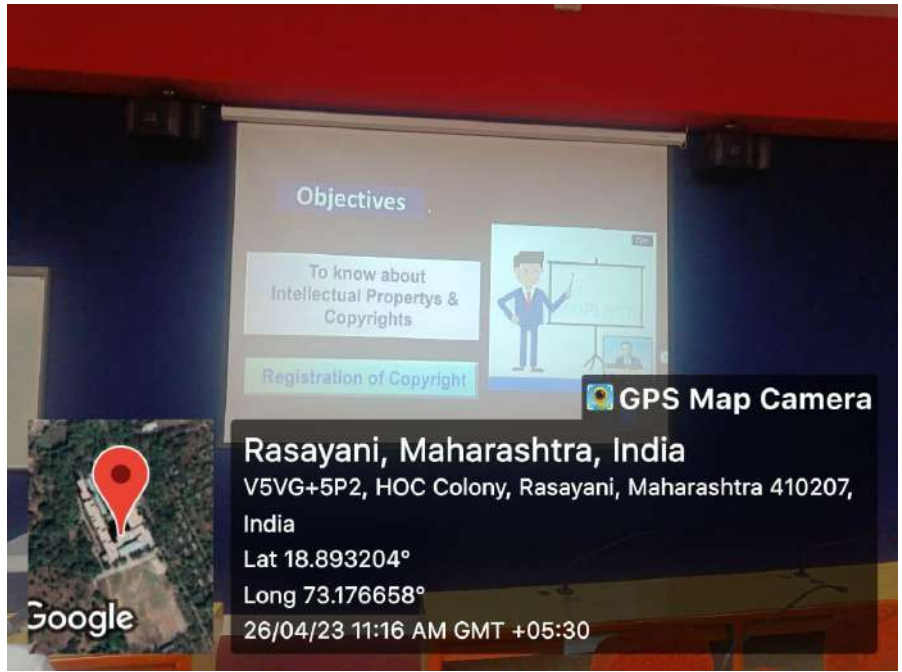 Objectives
To know about
Intellectual Propertys &
Copyrights
Registration of Copyright
GPS Map Camera
Rasayani, Maharashtra, India
V5VG+5P2, HOC Colony, Rasayani, Maharashtra 410207,
India
Lat 18.893204°
Long 73.176658°
26/04/23 11:16 AM GMT +05:30
Google